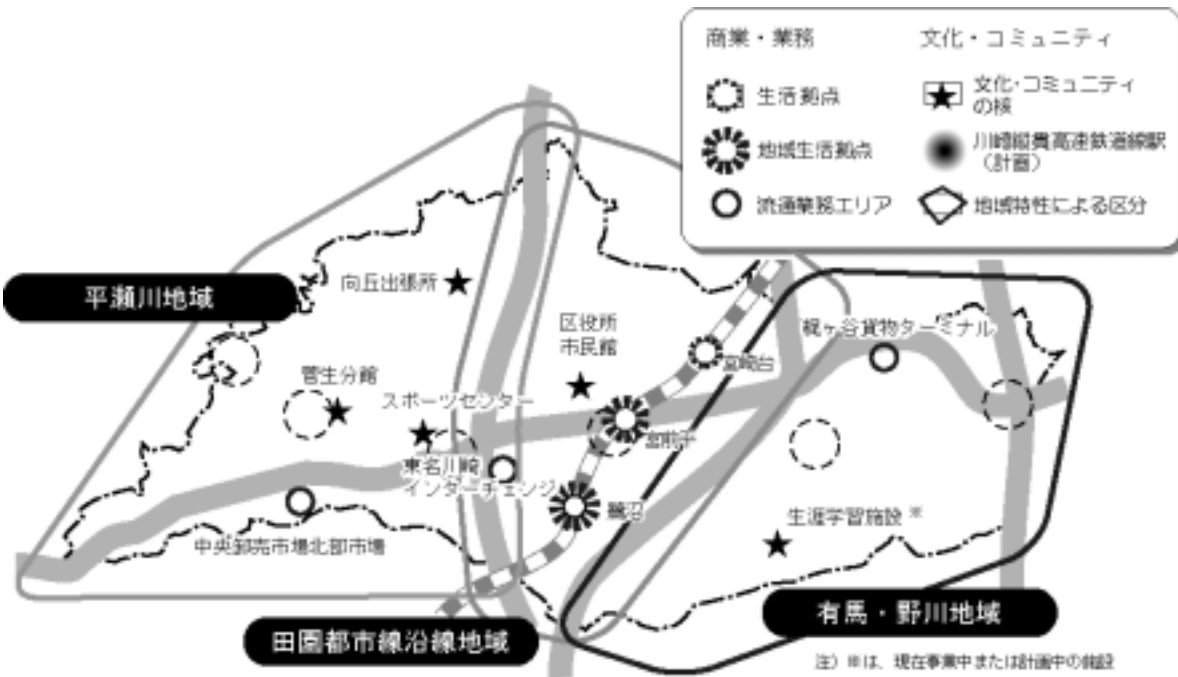 商業・業務
文化・コミュニティ
生活拠点
文化・コミュニティ
の核
地域生活拠点
川崎縦貫高速鉄道線駅
（計画）
流通業務エリア
地域特性による区分
平瀬川地域
向丘出張所
区役所
市民館
梶ヶ谷貨物ターミナル
宮崎台
菅生分館
スポーツセンター
宮前平
東名川崎
インターチェンジ
鷺沼
生涯学習施設※
中央卸売市場北部市場
有馬・野川地域
田園都市線沿線地域
注）※は、現在事業中または計画中の施設